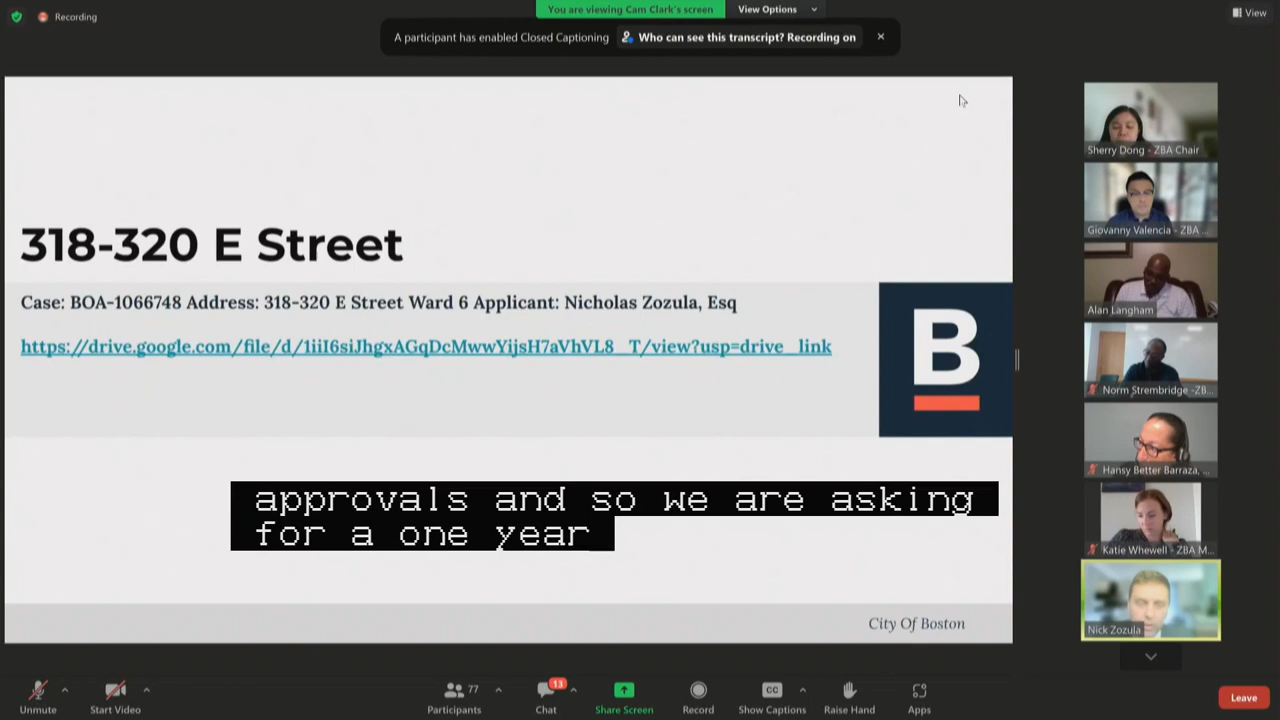 Recording
You are viewing Cam Clark's screen
View Options
View
A participant has enabled Closed Captioning
Who can see this transcript? Recording on
318-320 E Street
Case: BOA-1066748 Address: 318-320 E Street Ward 6 Applicant: Nicholas Zozula, Esq
https://drive.google.com/file/d/1iiI6siJhgxAGqDcMwwYijsH7aVhVL8_T/view?usp=drive_link
B
approvals and so we are asking
for a one year
City Of Boston
Sherry Dong - ZBA Chair
Giovanny Valencia - ZBA ...
Alan Langham
Norm Strembridge -ZB...
Hansy Better Barraza, ...
Katie Whewell - ZBA M...
Nick Zozula
Unmute
Start Video
77
Participants
13
Chat
Share Screen
Record
CC
Show Captions
Raise Hand
Apps
Leave